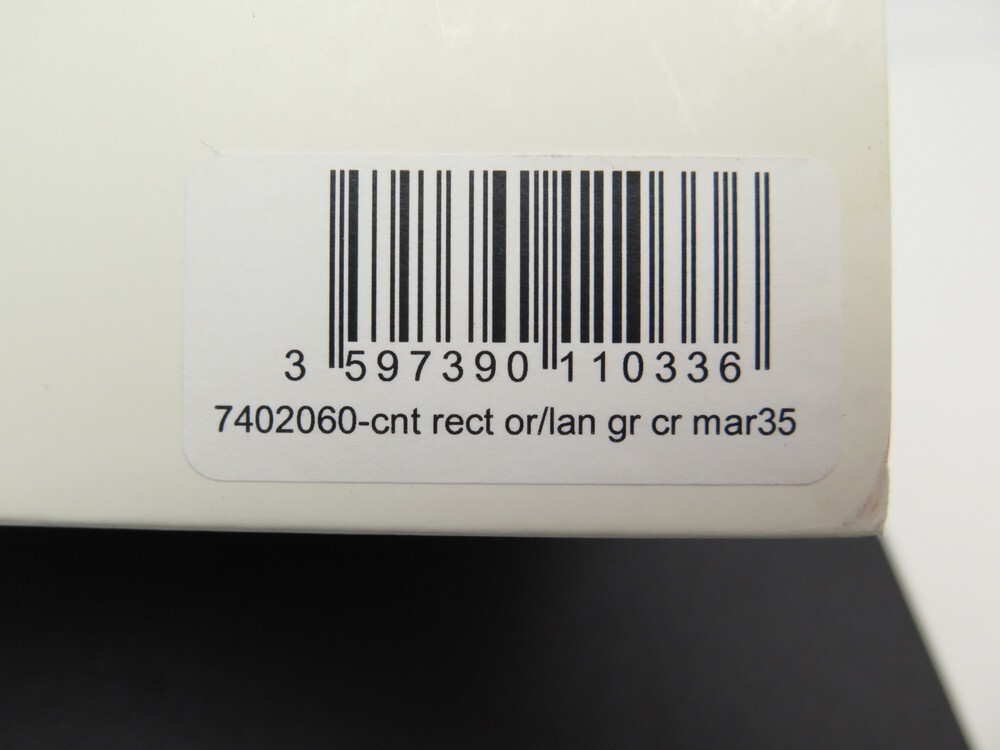 3 597390 110336
7402060-cnt rect or/lan gr cr mar35